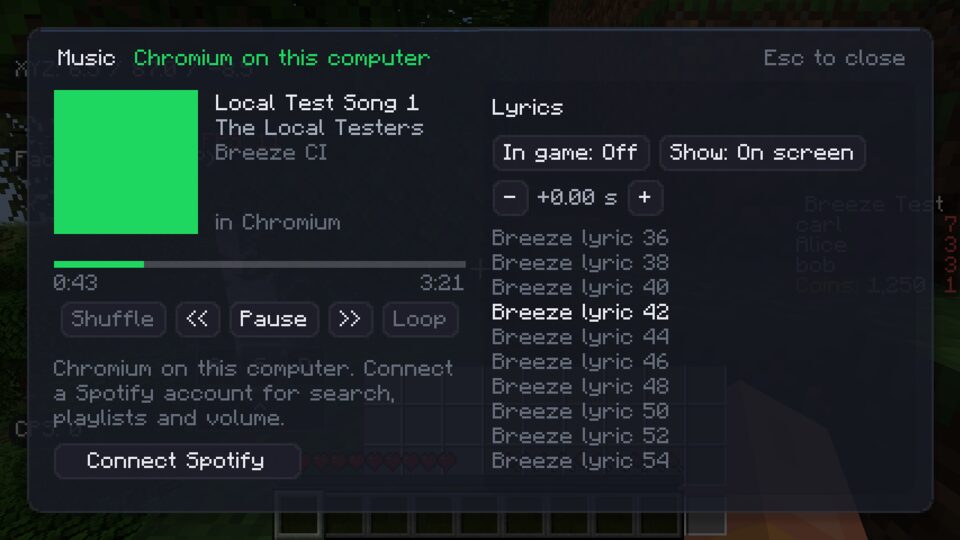 Music Chromium on this computer
Esc to close
Local Test Song 1
The Local Testers
Breeze CI
in Chromium
0:43
3:21
Shuffle
<<
Pause
>>
Loop
Chromium on this computer. Connect
a Spotify account for search,
playlists and volume.
Connect Spotify
Lyrics
In game: Off
Show: On screen
-
+0.00 s
+
Breeze lyric 36
Breeze lyric 38
Breeze lyric 40
Breeze lyric 42
Breeze lyric 44
Breeze lyric 46
Breeze lyric 48
Breeze lyric 50
Breeze lyric 52
Breeze lyric 54
Breeze Test
carl 7
Alice 3
bob 3
Coins: 1,250 1